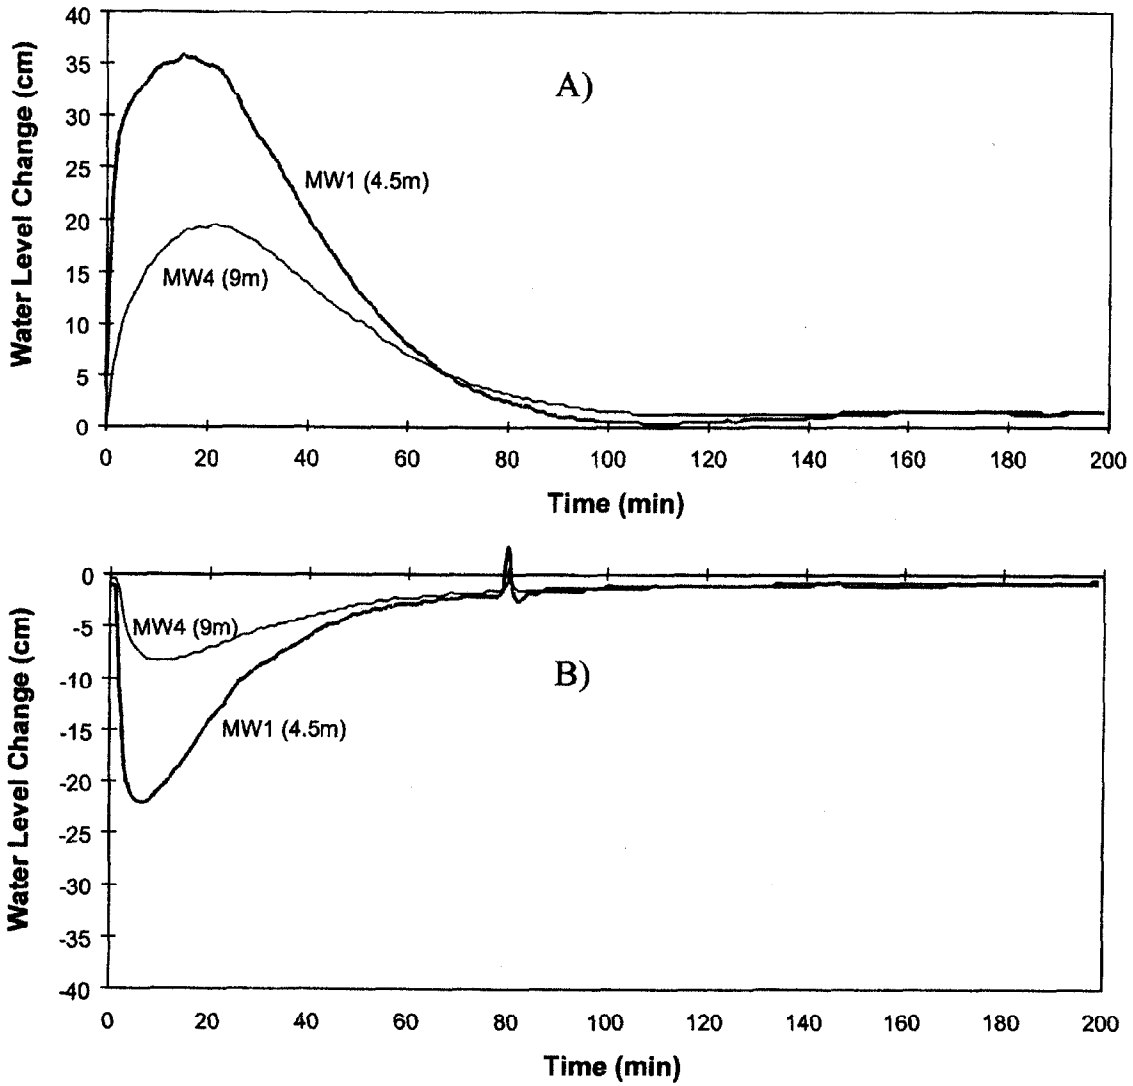 Water Level Change (cm)
40
35
30
25
20
15
10
5
0
A)
MW1 (4.5m)
MW4 (9m)
0 20 40 60 80 100 120 140 160 180 200
Time (min)
Water Level Change (cm)
0
-5
-10
-15
-20
-25
-30
-35
-40
MW4 (9m)
B)
MW1 (4.5m)
0 20 40 60 80 100 120 140 160 180 200
Time (min)